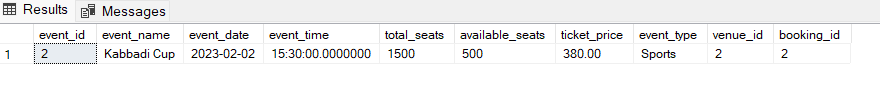 Results Messages
event_id event_name event_date event_time total_seats available_seats ticket_price event_type venue_id booking_id
1 2 Kabbadi Cup 2023-02-02 15:30:00.0000000 1500 500 380.00 Sports 2 2